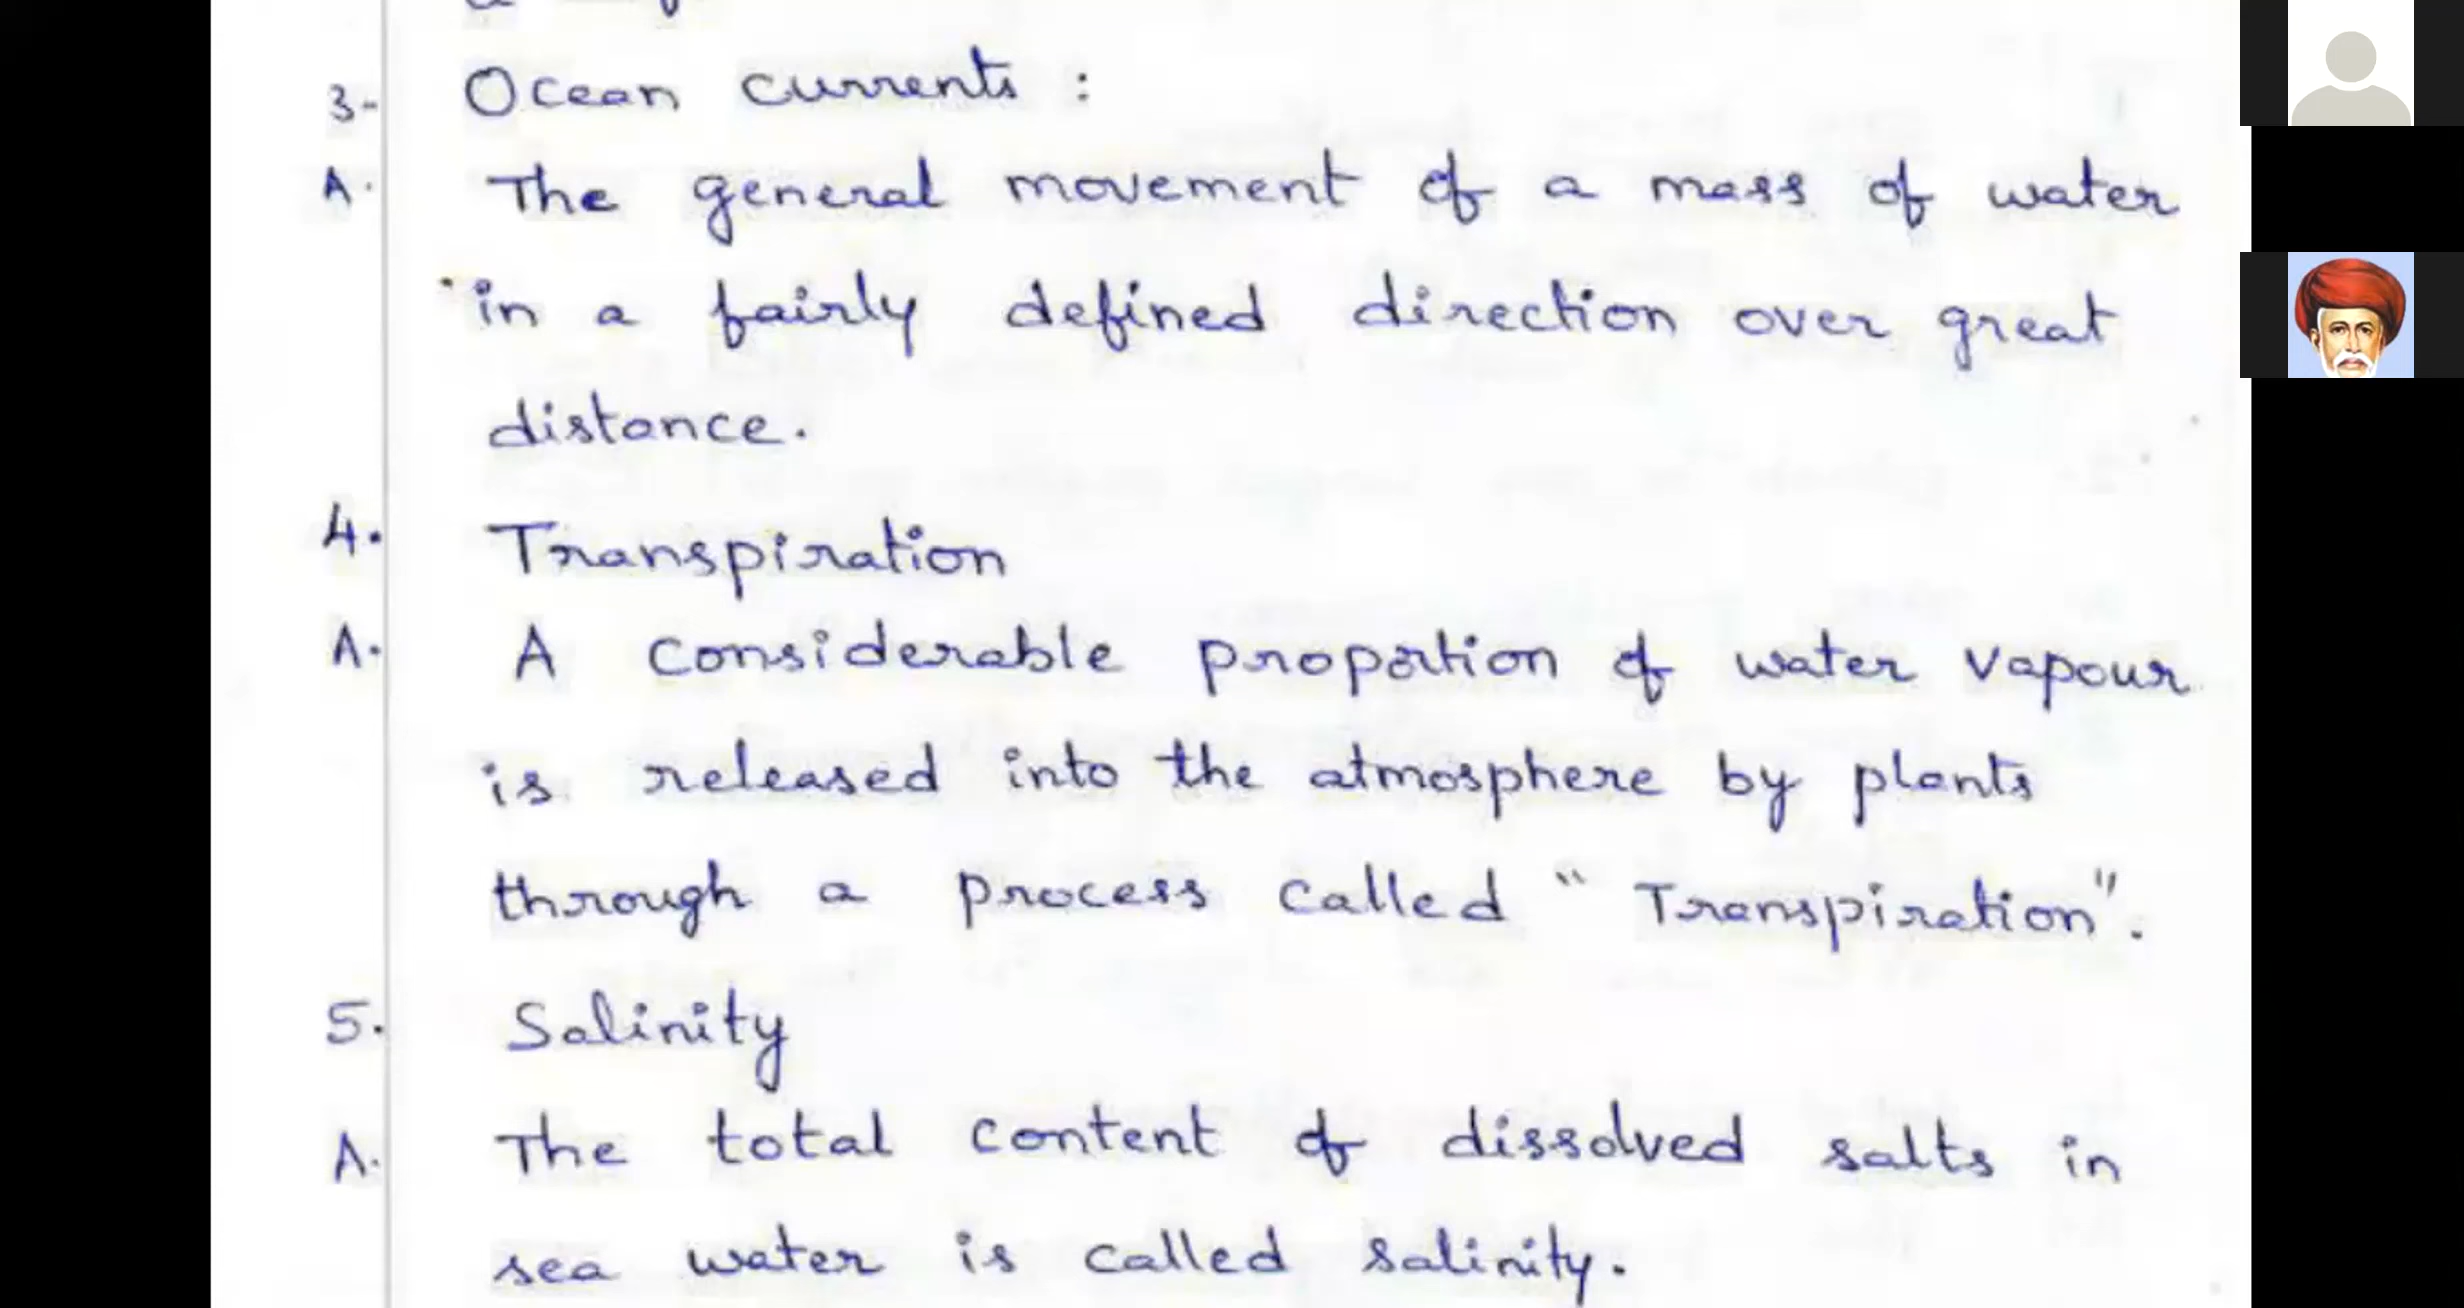 3- Ocean currents :
A. The general movement of a mass of water
in a fairly defined direction over great
distance.
4. Transpiration
A. A considerable proportion of water vapour
is released into the atmosphere by plants
through a process called "Transpiration".
5. Salinity
A. The total content of dissolved salts in
sea water is called salinity.